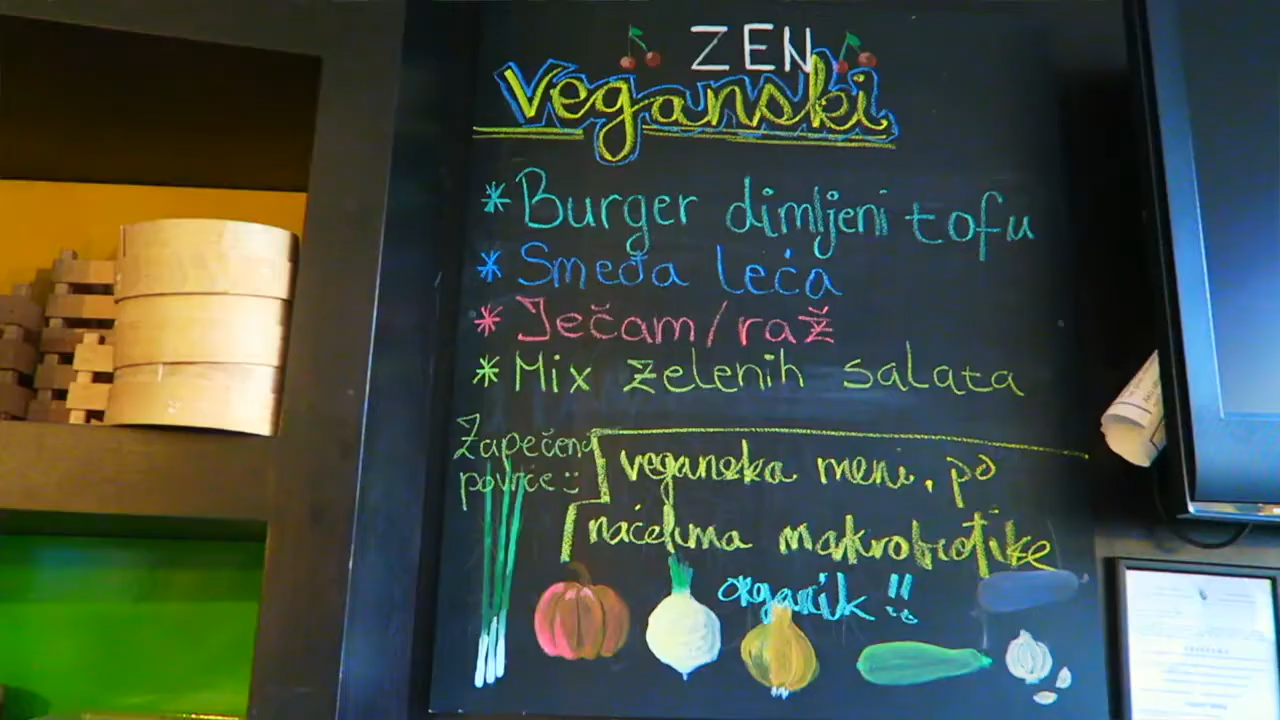 ZEN
Veganski
* Burger dimljeni tofu
* Smeđa leća
* Ječam/raž
* Mix zelenih salata
Zapečeno
povrće :)
veganska meni, po
načelima makrobiotike
organik !!